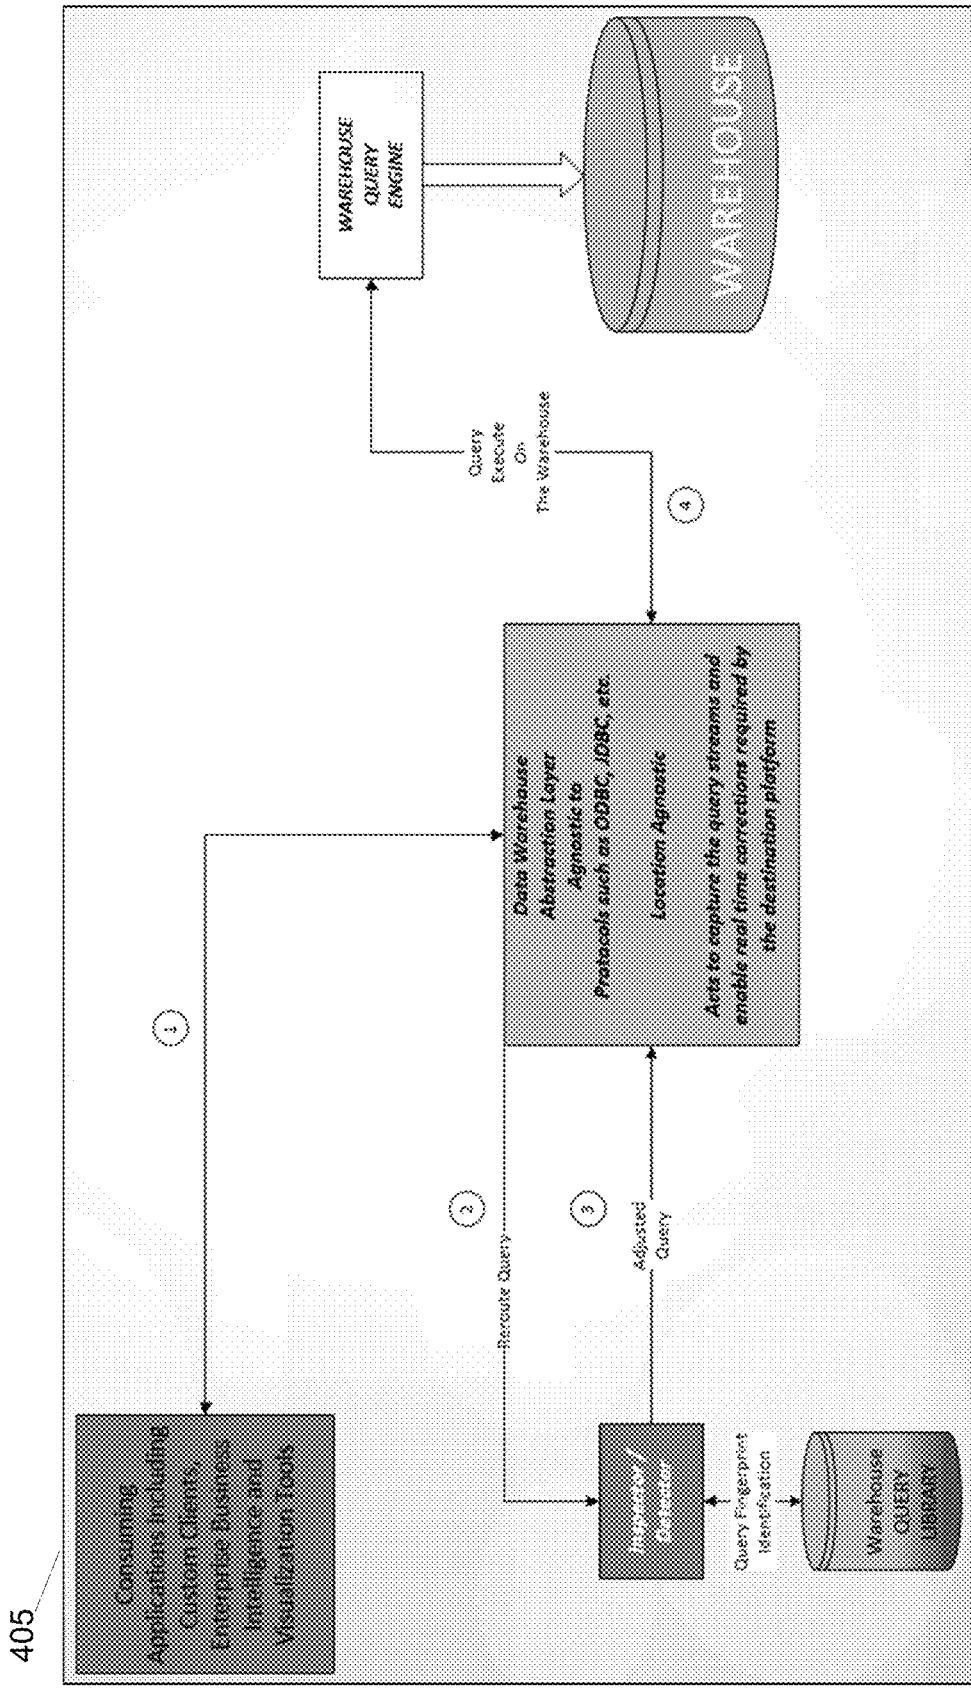 405
Consuming
Applications Including
Custom Clients,
Enterprise Business
Intelligence and
Visualization Tools
1
WAREHOUSE
QUERY
ENGINE
WAREHOUSE
Query
Execute
On
The Warehouse
4
Data Warehouse
Abstraction Layer
Agnostic to
Protocols such as ODBC, JDBC, etc.
Location Agnostic
Acts to capture the query streams and
enable real time corrections required by
the destination platform
2
Reroute Query
3
Adjusted
Query
Inspector /
Query Fingerprint
Identification
Warehouse
QUERY
LIBRARY